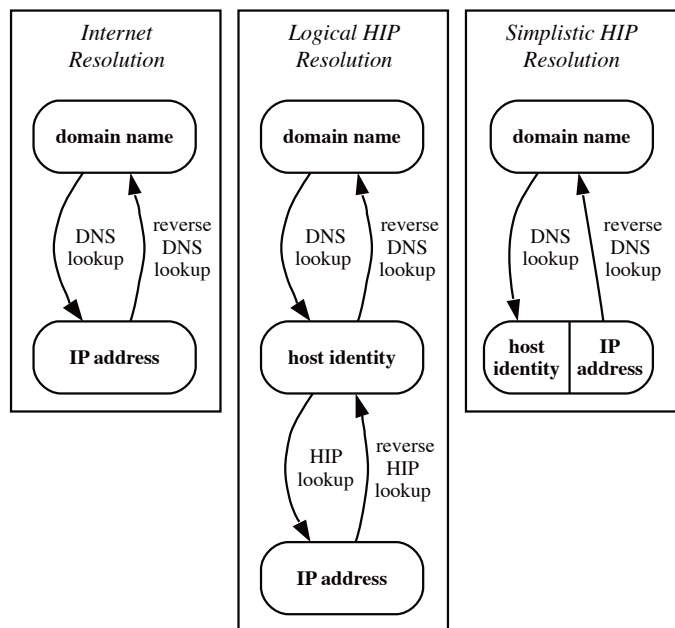 Internet
Resolution
domain name
DNS
lookup
reverse
DNS
lookup
IP address
Logical HIP
Resolution
domain name
DNS
lookup
reverse
DNS
lookup
host identity
HIP
lookup
reverse
HIP
lookup
IP address
Simplistic HIP
Resolution
domain name
DNS
lookup
reverse
DNS
lookup
host
identity
IP
address